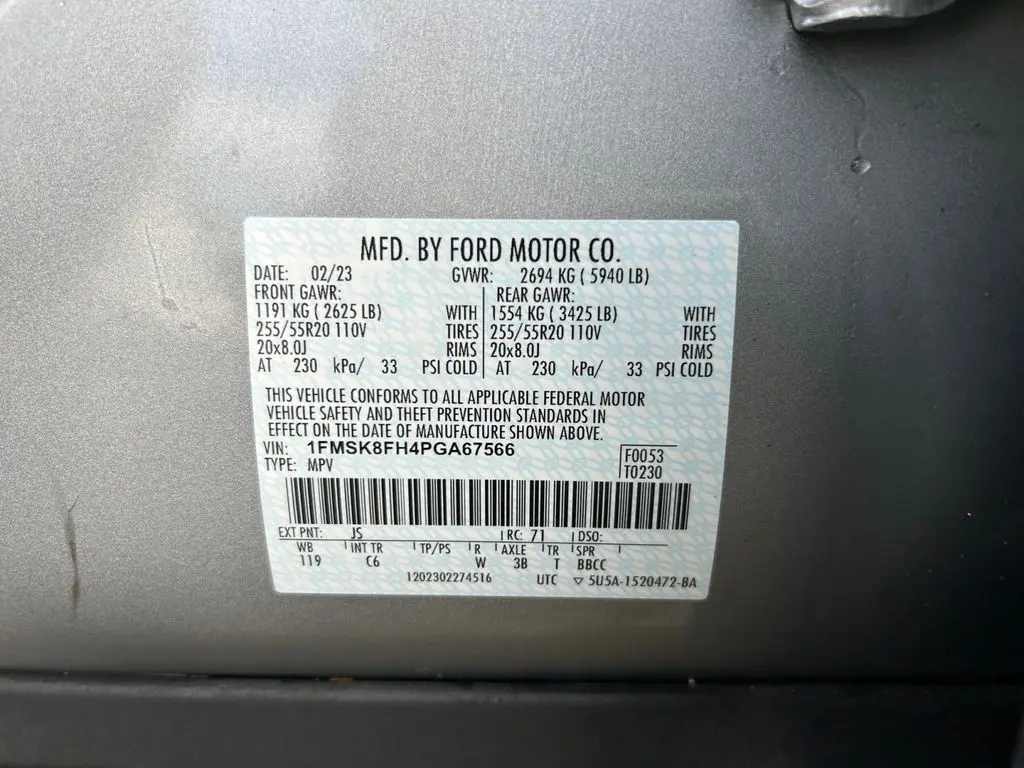 MFD. BY FORD MOTOR CO.
DATE: 02/23 GVWR: 2694 KG ( 5940 LB)
FRONT GAWR: REAR GAWR:
1191 KG ( 2625 LB) WITH 1554 KG ( 3425 LB) WITH
255/55R20 110V TIRES 255/55R20 110V TIRES
20x8.0J RIMS 20x8.0J RIMS
AT 230 kPa/ 33 PSI COLD AT 230 kPa/ 33 PSI COLD
THIS VEHICLE CONFORMS TO ALL APPLICABLE FEDERAL MOTOR
VEHICLE SAFETY AND THEFT PREVENTION STANDARDS IN
EFFECT ON THE DATE OF MANUFACTURE SHOWN ABOVE.
VIN: 1FMSK8FH4PGA67566 F0053
TYPE: MPV T0230
EXT PNT: JS RC: 71 DSO:
WB INT TR TP/PS R AXLE TR SPR
119 C6 W 3B T BBCC
1202302274516 UTC ▽ 5U5A-1520472-BA